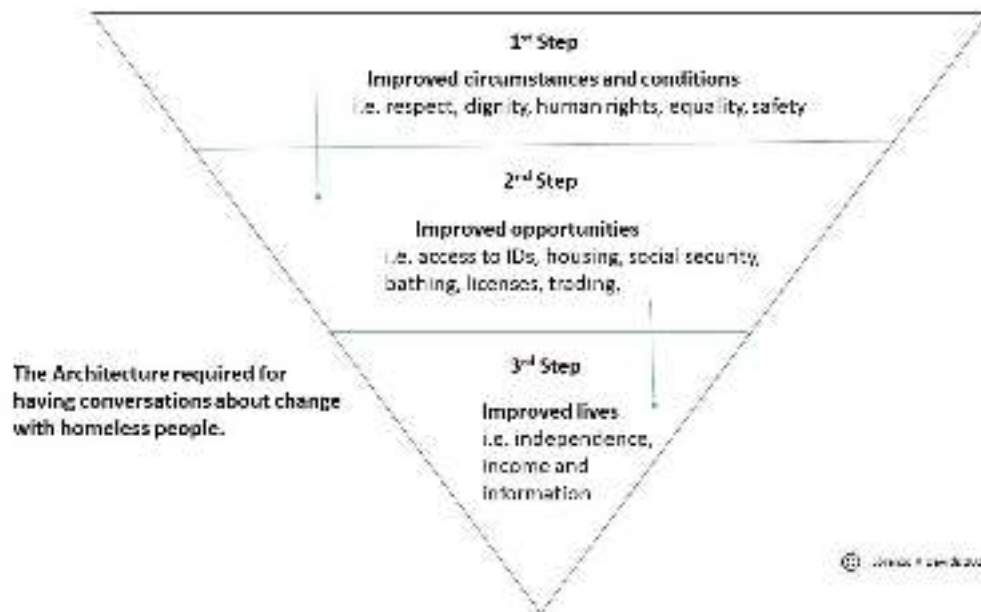 1st Step
Improved circumstances and conditions
i.e. respect, dignity, human rights, equality, safety
2nd Step
Improved opportunities
i.e. access to IDs, housing, social security,
bathing, licenses, trading,
The Architecture required for
having conversations about change
with homeless people.
3rd Step
Improved lives
i.e. independence,
income and
information